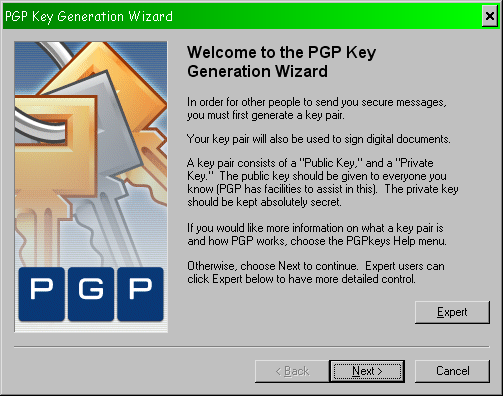 PGP Key Generation Wizard
Welcome to the PGP Key
Generation Wizard
In order for other people to send you secure messages,
you must first generate a key pair.
Your key pair will also be used to sign digital documents.
A key pair consists of a "Public Key," and a "Private
Key."  The public key should be given to everyone you
know (PGP has facilities to assist in this).  The private key
should be kept absolutely secret.
If you would like more information on what a key pair is
and how PGP works, choose the PGPkeys Help menu.
Otherwise, choose Next to continue.  Expert users can
click Expert below to have more detailed control.
PGP
Expert
< Back
Next >
Cancel